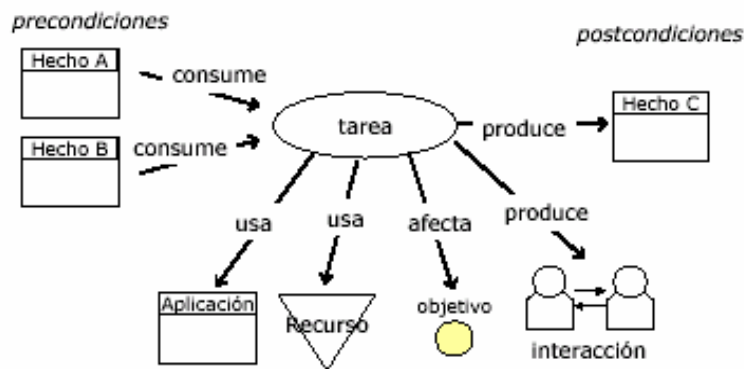 precondiciones
postcondiciones
Hecho A
consume
Hecho B
consume
tarea
produce
Hecho C
usa
usa
afecta
produce
Aplicación
Recurso
objetivo
interacción